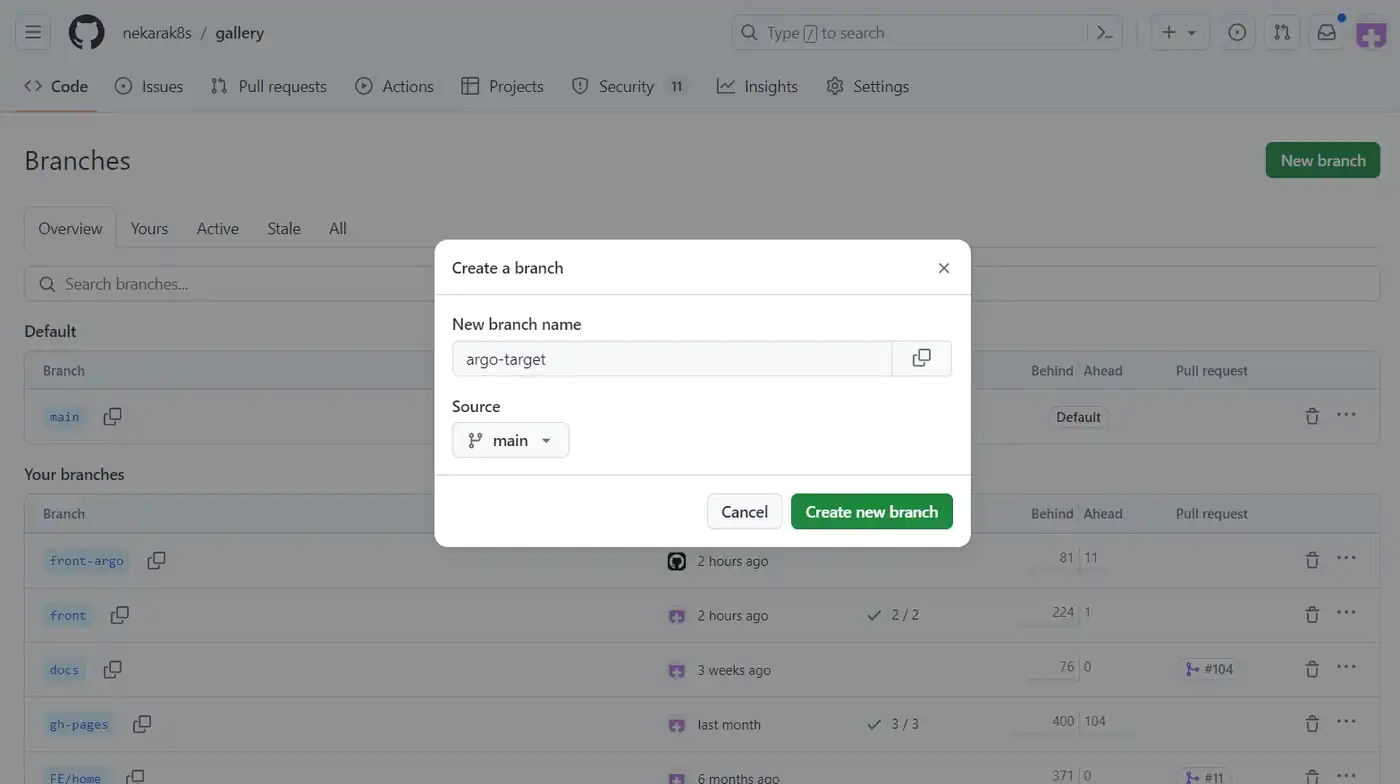 nekarak8s / gallery
Type / to search
Code
Issues
Pull requests
Actions
Projects
Security 11
Insights
Settings
Branches
New branch
Overview
Yours
Active
Stale
All
Search branches...
Create a branch
New branch name
argo-target
Source
main
Cancel
Create new branch
Default
Branch
Behind
Ahead
Pull request
main
Default
Your branches
Branch
Behind
Ahead
Pull request
front-argo 2 hours ago 81 11
front 2 hours ago 2 / 2 224 1
docs 3 weeks ago 76 0 #104
gh-pages last month 3 / 3 400 104
FE/home 6 months ago 371 0 #11